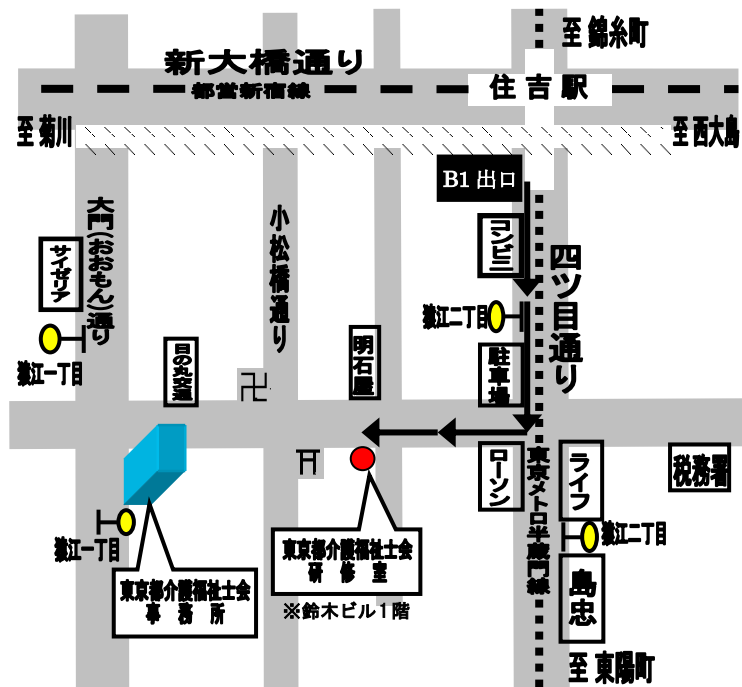 至 錦糸町
新大橋通り
都営新宿線
住吉駅
至 菊川
至 西大島
B1 出口
大門(おおもん)通り
小松橋通り
コンビニ
四ツ目通り
サイゼリア
猿江二丁目
猿江一丁目
日の丸交通
明石屋
駐車場
卍
ローソン
東京メトロ半蔵門線
ライフ
税務署
猿江一丁目
猿江二丁目
東京都介護福祉士会
研修室
東京都介護福祉士会
事務所
※鈴木ビル1階
島忠
至 東陽町